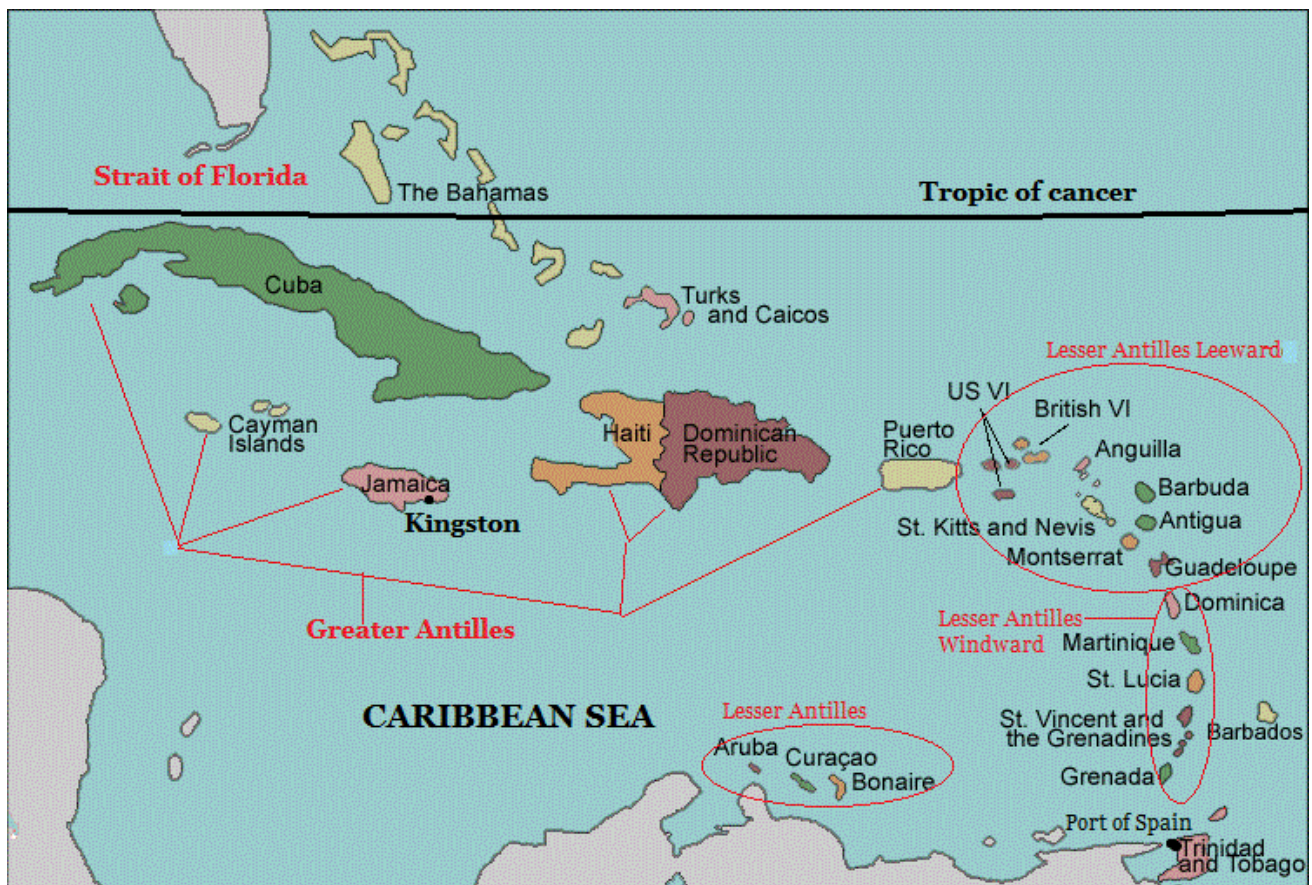 Strait of Florida
The Bahamas
Tropic of cancer
Cuba
Turks
and Caicos
Lesser Antilles Leeward
US VI
British VI
Cayman
Islands
Haiti
Dominican
Republic
Puerto
Rico
Anguilla
Jamaica
Barbuda
Kingston
Antigua
St. Kitts and Nevis
Montserrat
Guadeloupe
Dominica
Greater Antilles
Lesser Antilles
Windward
Martinique
St. Lucia
CARIBBEAN SEA
Lesser Antilles
St. Vincent and
the Grenadines
Barbados
Aruba
Curaçao
Bonaire
Grenada
Port of Spain
Trinidad
and Tobago